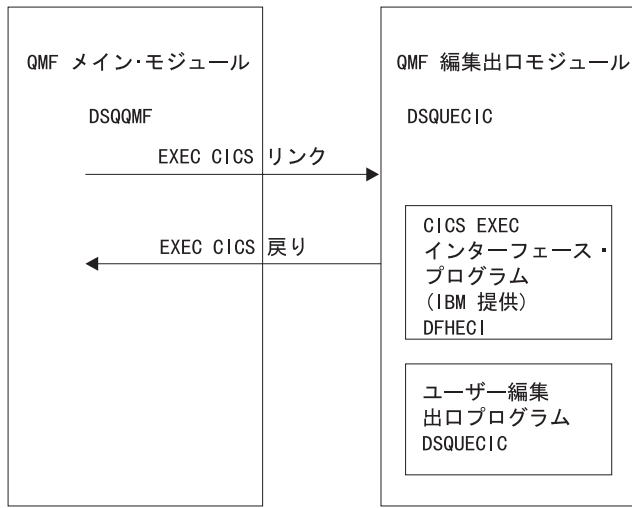 QMF メイン・モジュール
DSQQMF
EXEC CICS リンク
EXEC CICS 戻り
QMF 編集出口モジュール
DSQUECIC
CICS EXEC
インターフェース・
プログラム
(IBM 提供)
DFHECI
ユーザー編集
出口プログラム
DSQUECIC